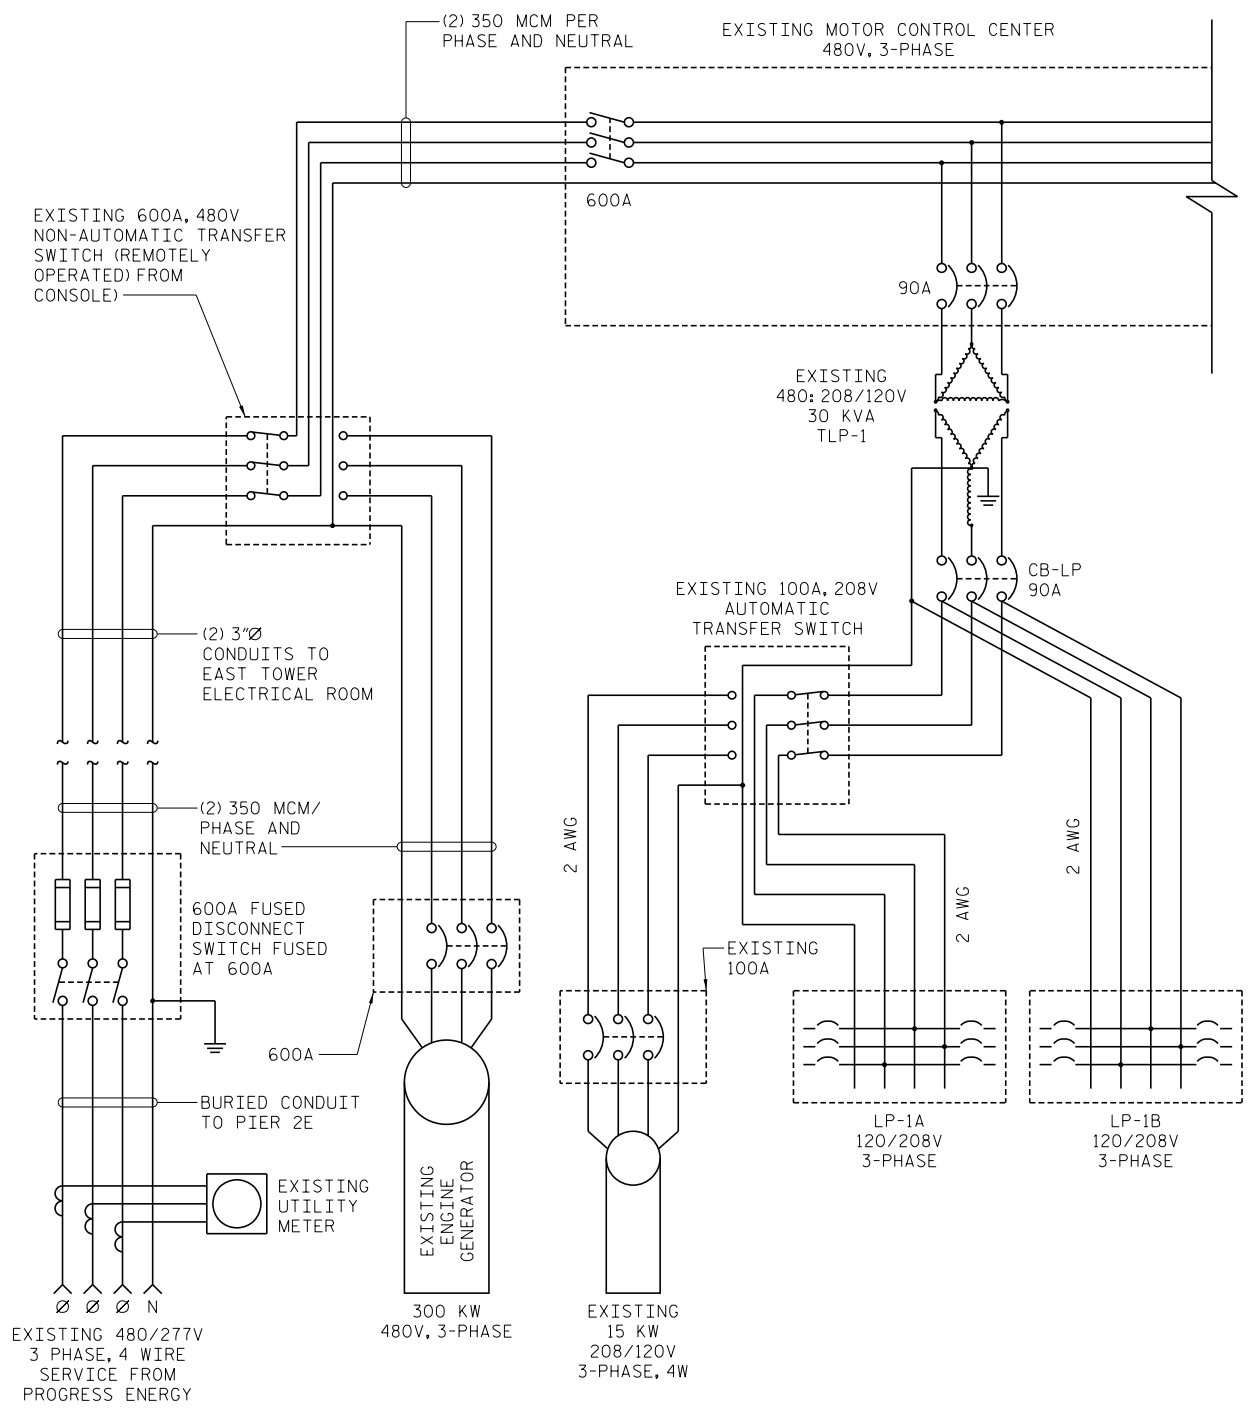 (2) 350 MCM PER
PHASE AND NEUTRAL
EXISTING MOTOR CONTROL CENTER
480V, 3-PHASE
600A
EXISTING 600A, 480V
NON-AUTOMATIC TRANSFER
SWITCH (REMOTELY
OPERATED) FROM
CONSOLE)
90A
EXISTING
480: 208/120V
30 KVA
TLP-1
CB-LP
90A
EXISTING 100A, 208V
AUTOMATIC
TRANSFER SWITCH
(2) 3"Ø
CONDUITS TO
EAST TOWER
ELECTRICAL ROOM
(2) 350 MCM/
PHASE AND
NEUTRAL
2 AWG
2 AWG
2 AWG
600A FUSED
DISCONNECT
SWITCH FUSED
AT 600A
EXISTING
100A
600A
BURIED CONDUIT
TO PIER 2E
LP-1A
120/208V
3-PHASE
LP-1B
120/208V
3-PHASE
EXISTING
UTILITY
METER
EXISTING
ENGINE
GENERATOR
Ø Ø Ø N
300 KW
480V, 3-PHASE
EXISTING
15 KW
208/120V
3-PHASE, 4W
EXISTING 480/277V
3 PHASE, 4 WIRE
SERVICE FROM
PROGRESS ENERGY